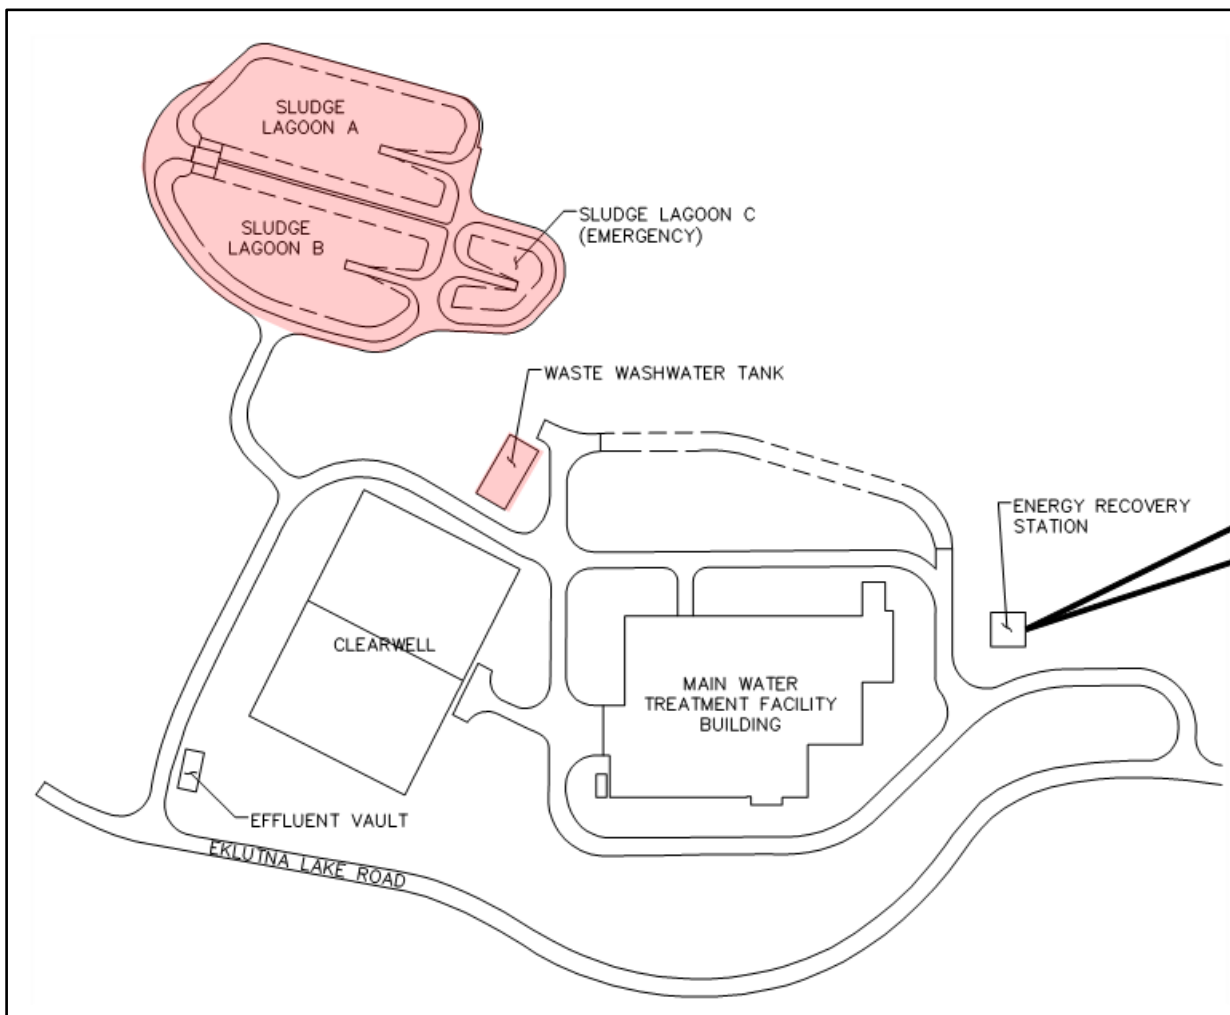 SLUDGE
LAGOON A
SLUDGE
LAGOON B
SLUDGE LAGOON C
(EMERGENCY)
WASTE WASHWATER TANK
ENERGY RECOVERY
STATION
CLEARWELL
MAIN WATER
TREATMENT FACILITY
BUILDING
EFFLUENT VAULT
EKLUTNA LAKE ROAD